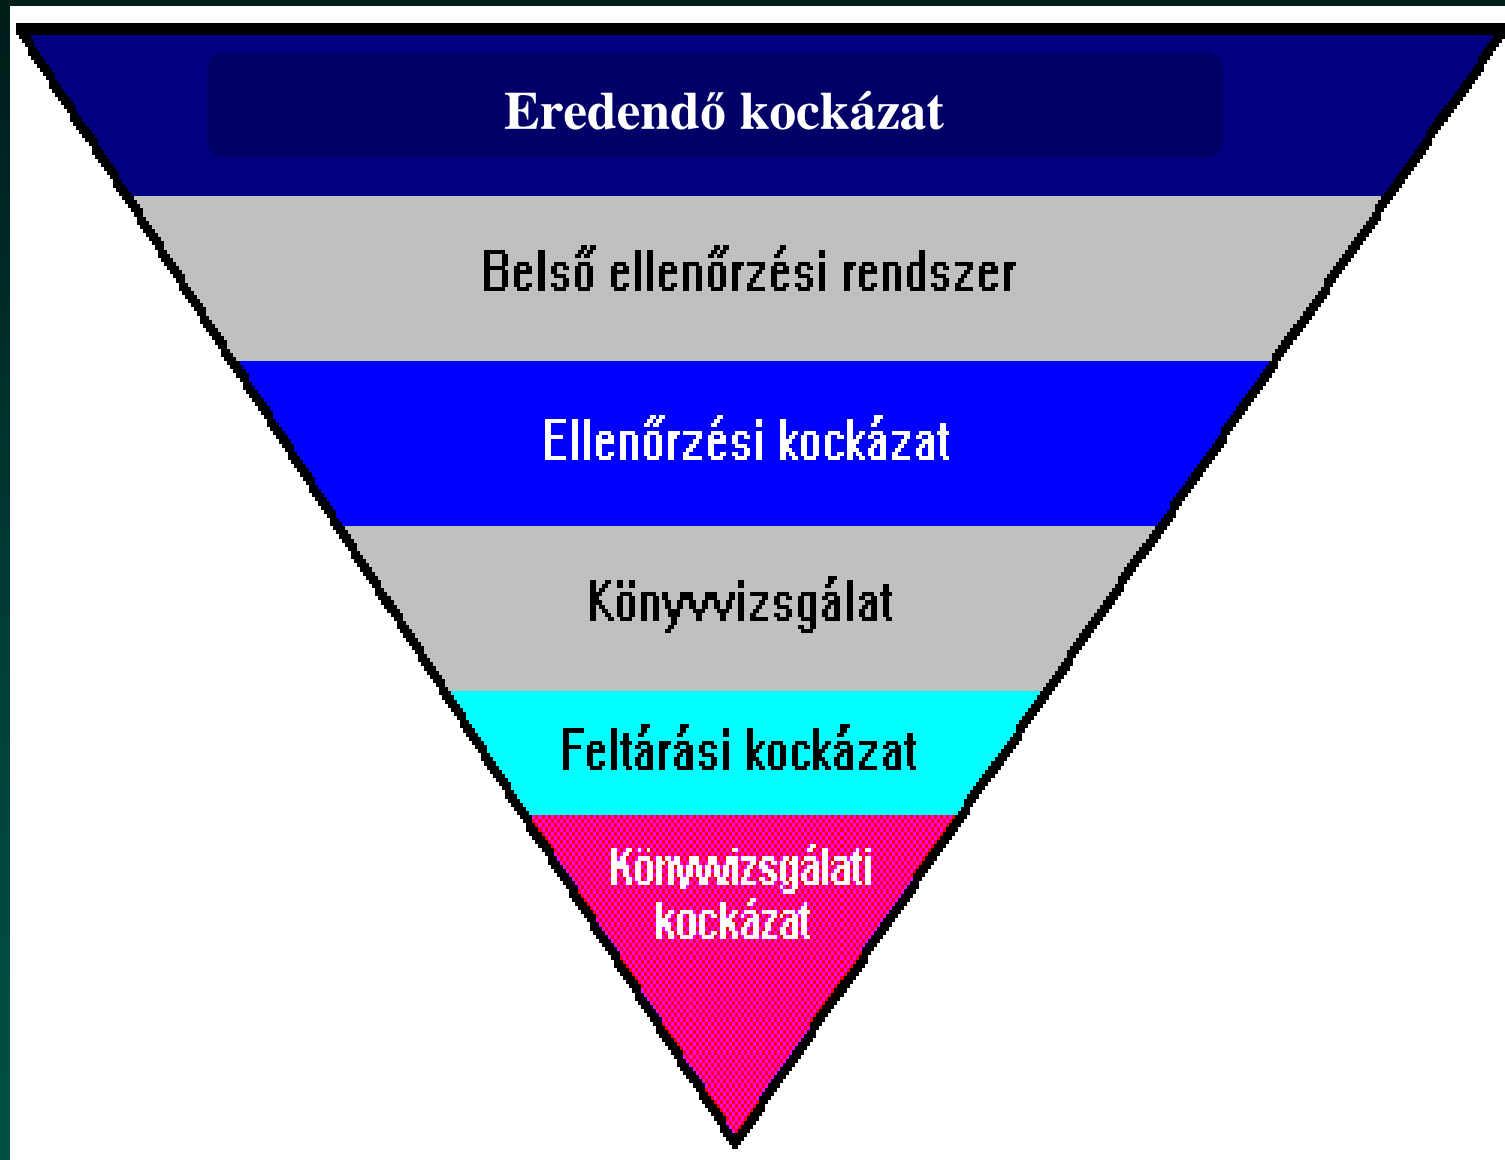 Eredendő kockázat
Belső ellenőrzési rendszer
Ellenőrzési kockázat
Könyvvizsgálat
Feltárási kockázat
Könyvvizsgálati
kockázat